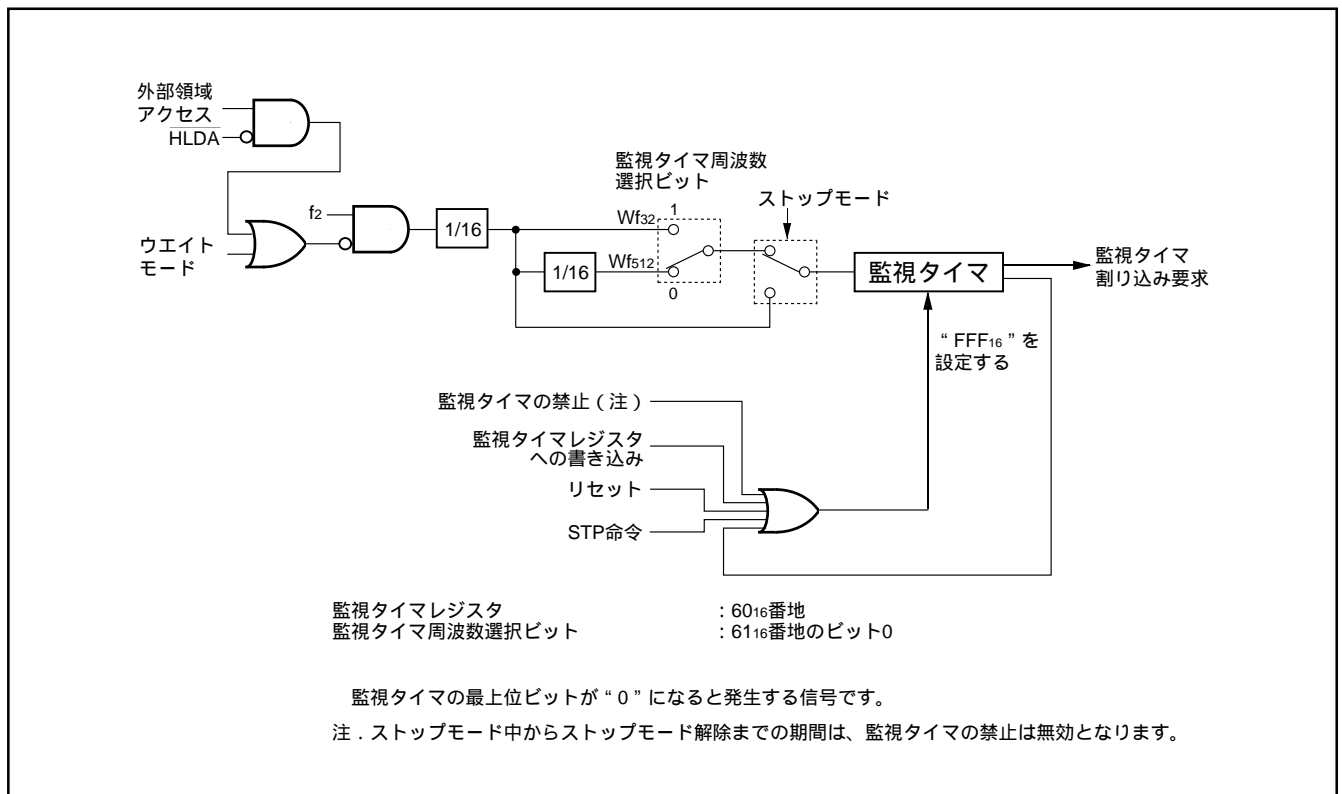 外部領域
アクセス
HLDA
f2
ウエイト
モード
1/16
1/16
Wf32
Wf512
監視タイマ周波数
選択ビット
1
0
ストップモード
監視タイマ
監視タイマ
割り込み要求
“ FFF16 ” を
設定する
監視タイマの禁止 ( 注 )
監視タイマレジスタ
への書き込み
リセット
STP命令
監視タイマレジスタ : 6016番地
監視タイマ周波数選択ビット : 6116番地のビット0
監視タイマの最上位ビットが “ 0 ” になると発生する信号です。
注 . ストップモード中からストップモード解除までの期間は、監視タイマの禁止は無効となります。